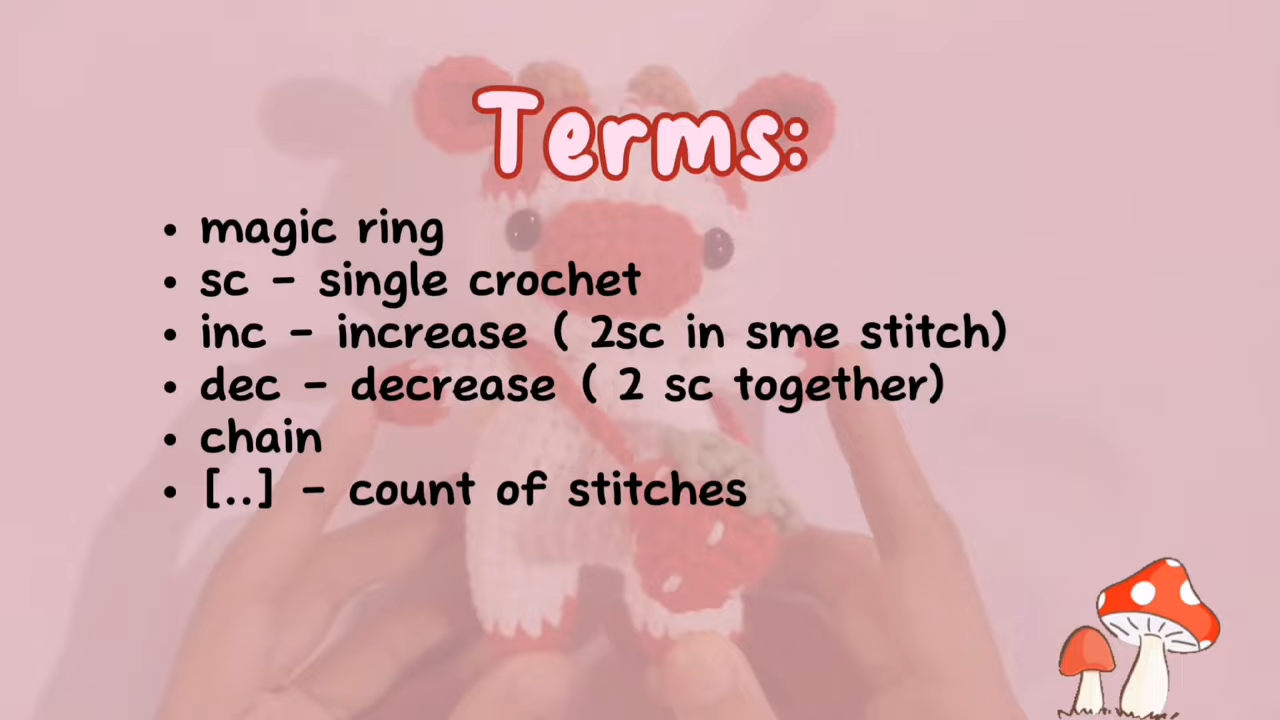 Terms:
• magic ring
• sc - single crochet
• inc - increase ( 2sc in sme stitch)
• dec - decrease ( 2 sc together)
• chain
• [..] - count of stitches